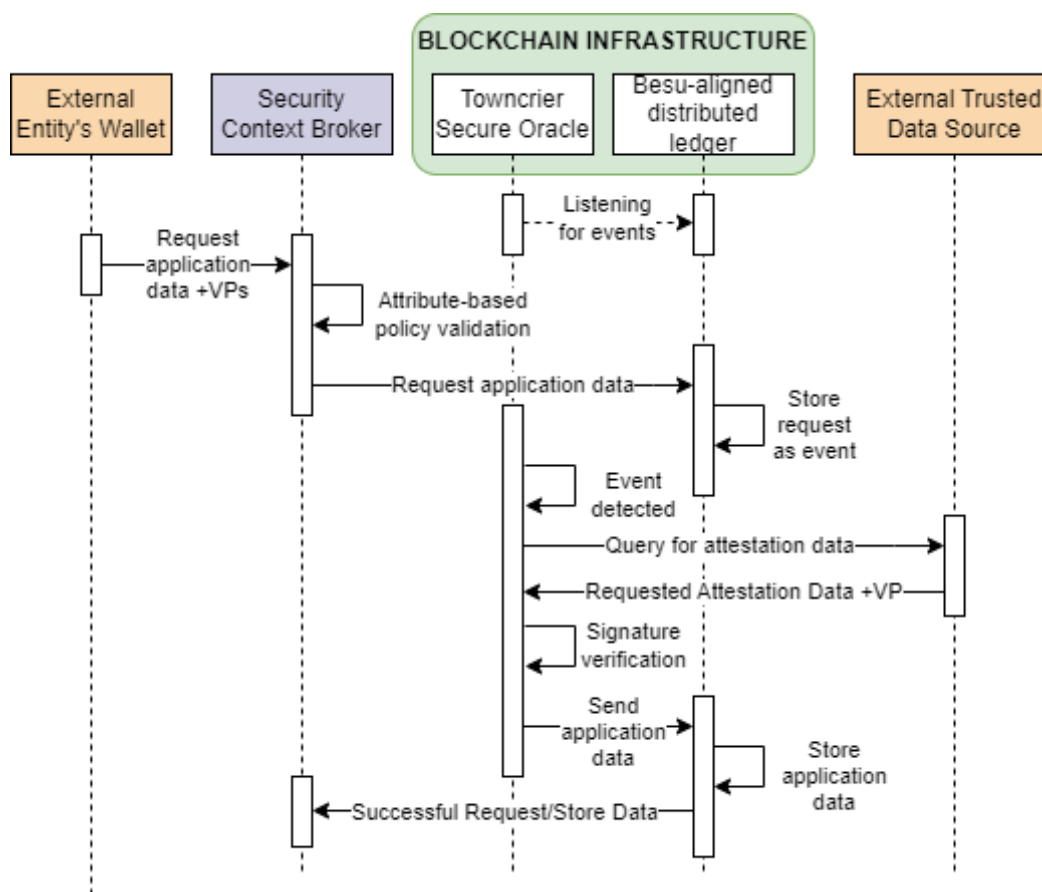 BLOCKCHAIN INFRASTRUCTURE
External
Entity's Wallet
Security
Context Broker
Towncrier
Secure Oracle
Besu-aligned
distributed
ledger
External Trusted
Data Source
Listening
for events
Request
application
data +VPs
Attribute-based
policy validation
Request application data
Store
request
as event
Event
detected
Query for attestation data
Requested Attestation Data +VP
Signature
verification
Send
application
data
Store
application
data
Successful Request/Store Data